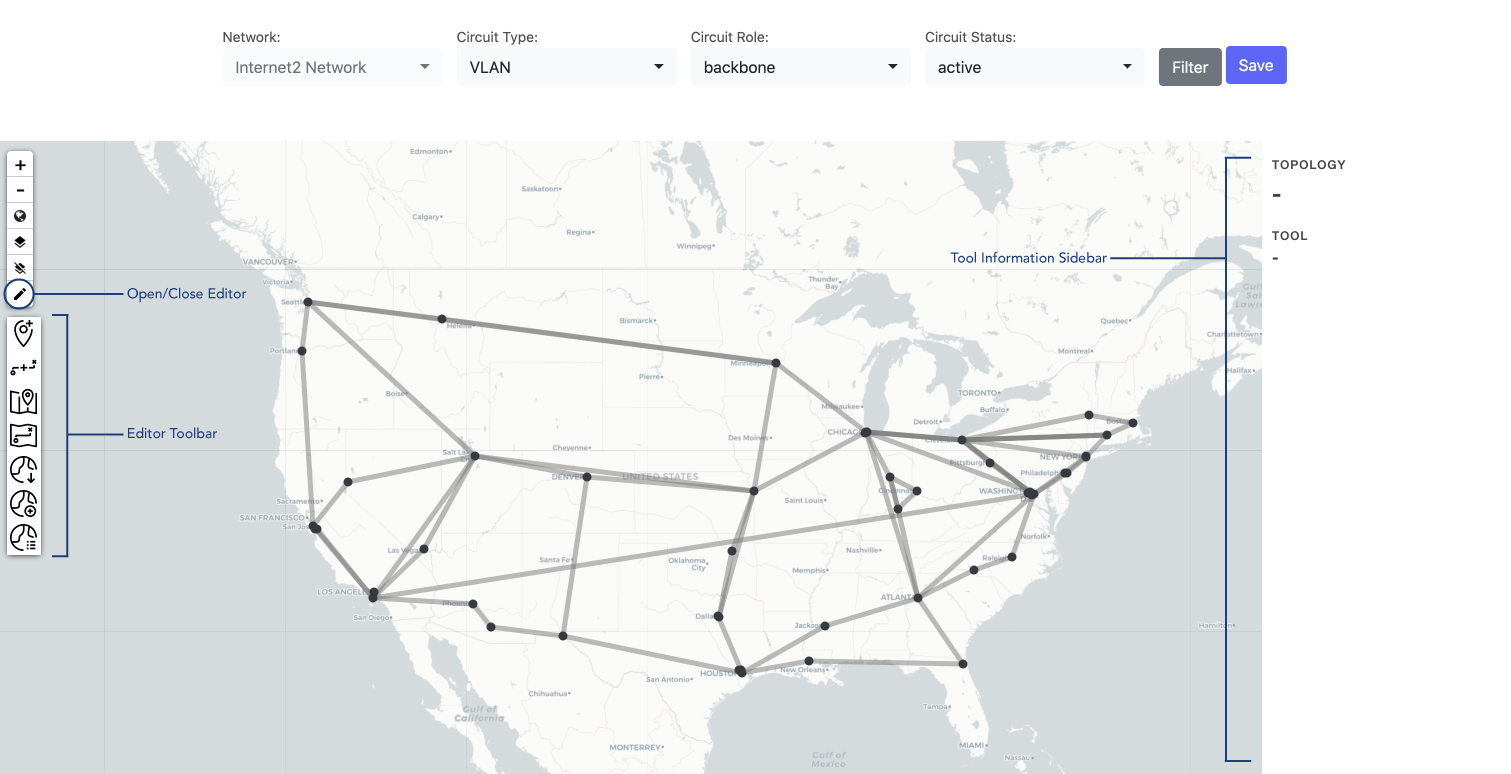 Network:
Circuit Type:
Circuit Role:
Circuit Status:
Internet2 Network
VLAN
backbone
active
Filter
Save
+
-
TOPOLOGY
-
TOOL
-
Tool Information Sidebar
Open/Close Editor
Editor Toolbar
Edmonton
Saskatoon
Calgary
Regina
Winnipeg
VANCOUVER
Victoria
Thunder
Bay
Seattle
Helena
Bismarck
Quebec
Charlottetown
Portland
Minneapolis
Montreal
Halifax
Pierre
Boise
TORONTO
Milwaukee
Buffalo
Detroit
CHICAGO
Des Moines
Cheyenne
Salt Lake
Pittsburgh
NEW YORK
Philadelphia
DENVER
UNITED STATES
Sacramento
Saint Louis
WASHINGTON
SAN FRANCISCO
San Jose
Norfolk
Las Vegas
Santa Fe
Oklahoma
City
Nashville
Raleigh
Memphis
LOS ANGELES
Phoenix
ATLANTA
San Diego
Dallas
Jackson
Hamilton
HOUSTON
New Orleans
San Antonio
Chihuahua
Gulf of
California
Tampa
MONTERREY
Gulf of
Mexico
MIAMI
Nassau